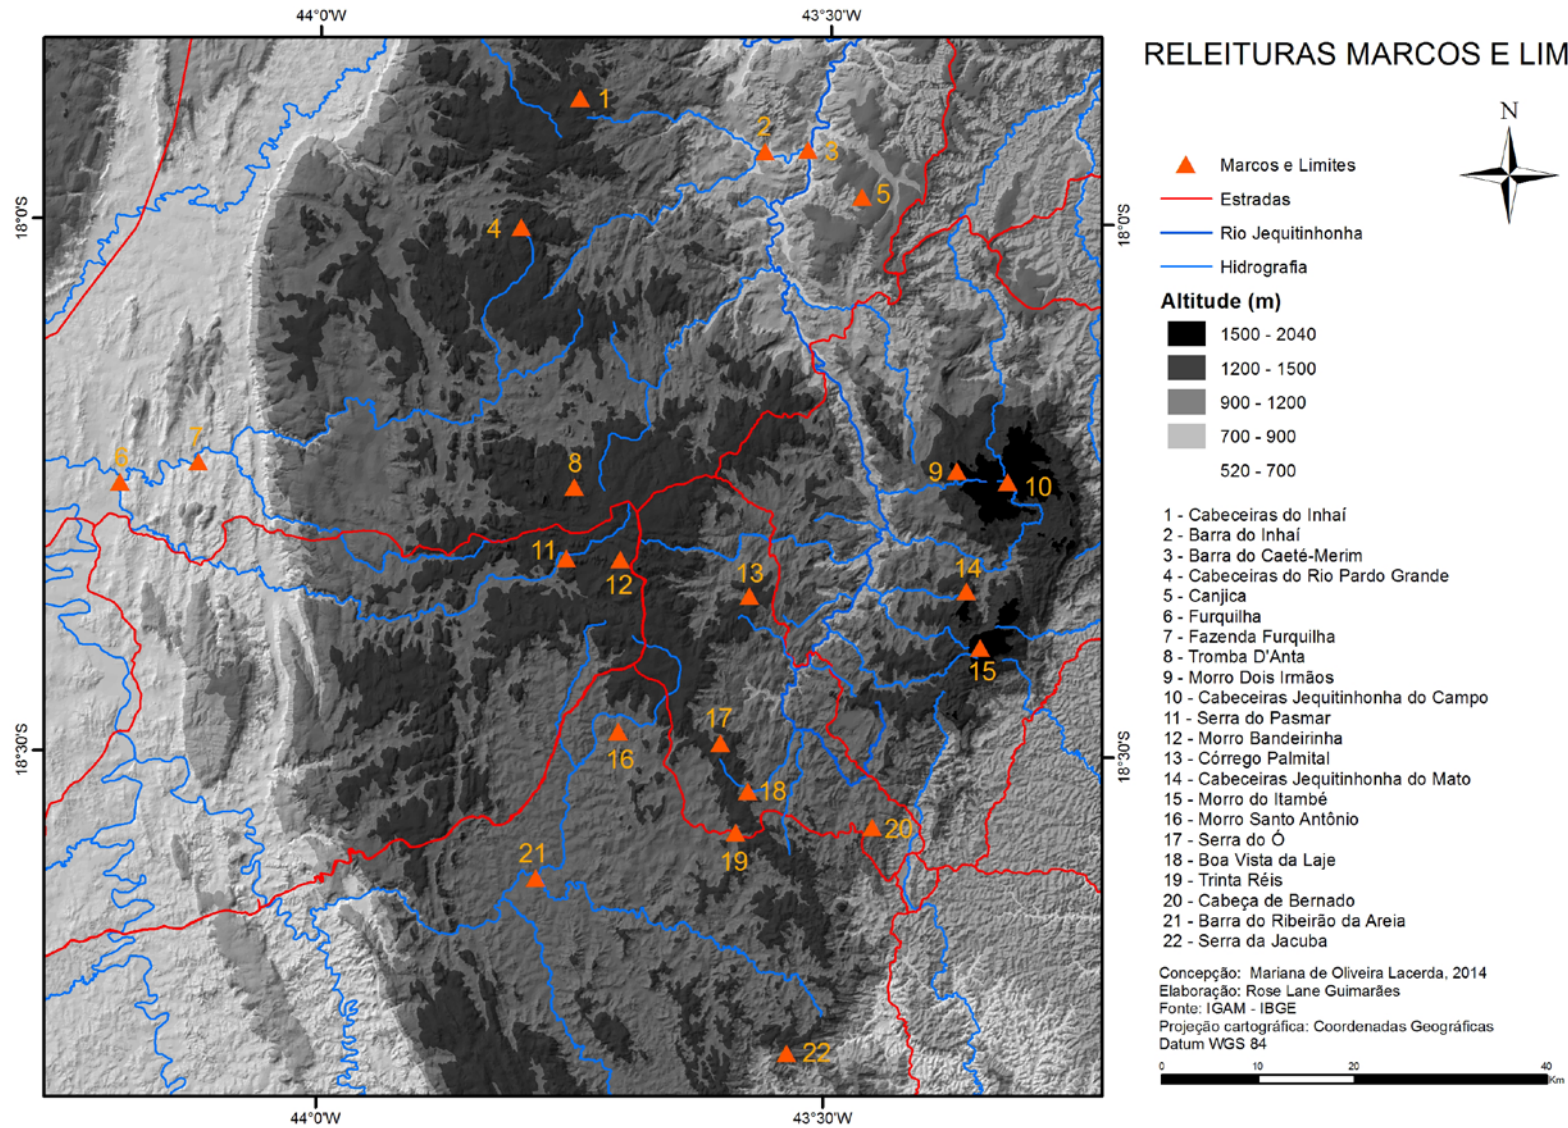 44°0'W 43°30'W
RELEITURAS MARCOS E LIM
N
Marcos e Limites
Estradas
Rio Jequitinhonha
Hidrografia
Altitude (m)
1500 - 2040
1200 - 1500
900 - 1200
700 - 900
520 - 700
1 - Cabeceiras do Inhaí
2 - Barra do Inhaí
3 - Barra do Caeté-Merim
4 - Cabeceiras do Rio Pardo Grande
5 - Canjica
6 - Furquilha
7 - Fazenda Furquilha
8 - Tromba D'Anta
9 - Morro Dois Irmãos
10 - Cabeceiras Jequitinhonha do Campo
11 - Serra do Pasmar
12 - Morro Bandeirinha
13 - Córrego Palmital
14 - Cabeceiras Jequitinhonha do Mato
15 - Morro do Itambé
16 - Morro Santo Antônio
17 - Serra do Ó
18 - Boa Vista da Laje
19 - Trinta Réis
20 - Cabeça de Bernado
21 - Barra do Ribeirão da Areia
22 - Serra da Jacuba
Concepção: Mariana de Oliveira Lacerda, 2014
Elaboração: Rose Lane Guimarães
Fonte: IGAM - IBGE
Projeção cartográfica: Coordenadas Geográficas
Datum WGS 84
0 10 20 40
Km
1
2
3
4
5
6
7
8
9
10
11
12
13
14
15
16
17
18
19
20
21
22
18°0'S
18°0'S
18°30'S
18°30'S
44°0'W 43°30'W